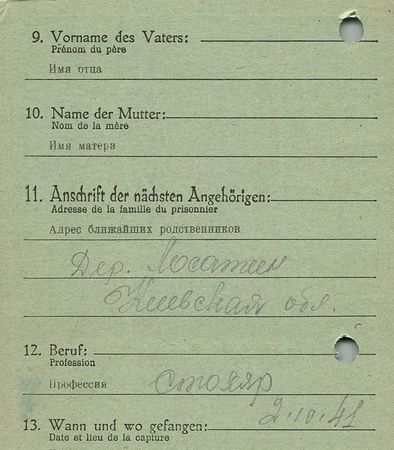 9. Vorname des Vaters:
Prénom du père
Имя отца
10. Name der Mutter:
Nom de la mère
Имя матери
11. Anschrift der nächsten Angehörigen:
Adresse de la famille du prisonnier
Адрес ближайших родственников
Дер.
Киевская обл.
12. Beruf:
Profession
Профессия
столяр
2.10.41
13. Wann und wo gefangen:
Date et lieu de la capture